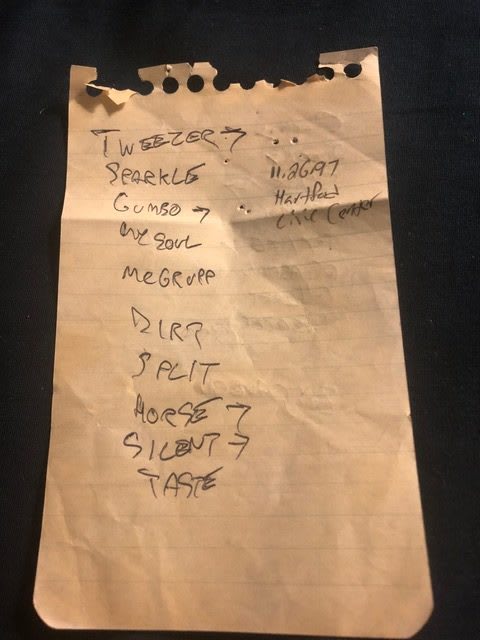 TWEEZER →
SPARKLE
11.26.97
GUMBO →
Hartford
Civic Center
MY SOUL
McGRUPP
DIRT
SPLIT
HORSE →
SILENT →
TASTE